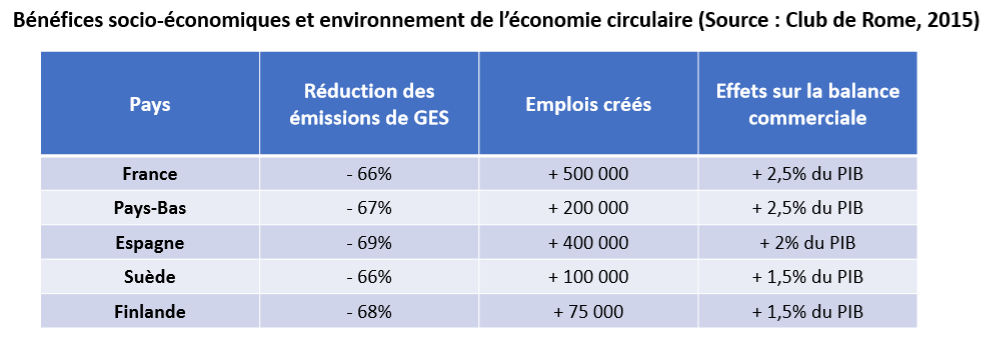 Bénéfices socio-économiques et environnement de l’économie circulaire (Source : Club de Rome, 2015)
Pays
Réduction des
émissions de GES
Emplois créés
Effets sur la balance
commerciale
France - 66% + 500 000 + 2,5% du PIB
Pays-Bas - 67% + 200 000 + 2,5% du PIB
Espagne - 69% + 400 000 + 2% du PIB
Suède - 66% + 100 000 + 1,5% du PIB
Finlande - 68% + 75 000 + 1,5% du PIB